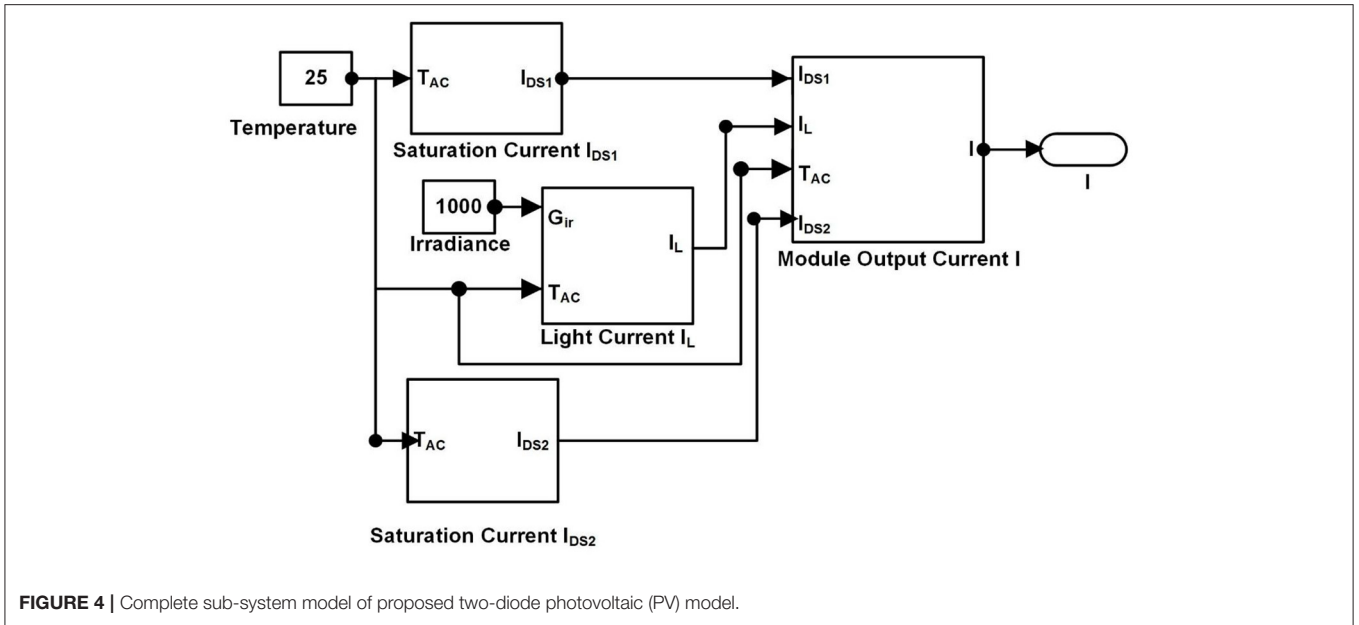 25
Temperature
T_AC
I_DS1
Saturation Current I_DS1
1000
Irradiance
G_ir
T_AC
I_L
Light Current I_L
T_AC
I_DS2
Saturation Current I_DS2
I_DS1
I_L
T_AC
I_DS2
I
Module Output Current I
I
FIGURE 4 | Complete sub-system model of proposed two-diode photovoltaic (PV) model.